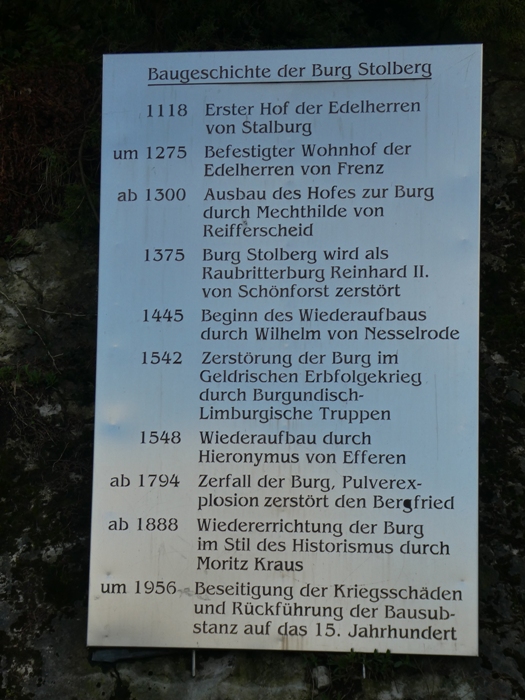 Baugeschichte der Burg Stolberg
1118 Erster Hof der Edelherren
von Stalburg
um 1275 Befestigter Wohnhof der
Edelherren von Frenz
ab 1300 Ausbau des Hofes zur Burg
durch Mechthilde von
Reifferscheid
1375 Burg Stolberg wird als
Raubritterburg Reinhard II.
von Schönforst zerstört
1445 Beginn des Wiederaufbaus
durch Wilhelm von Nesselrode
1542 Zerstörung der Burg im
Geldrischen Erbfolgekrieg
durch Burgundisch-
Limburgische Truppen
1548 Wiederaufbau durch
Hieronymus von Efferen
ab 1794 Zerfall der Burg, Pulverex-
plosion zerstört den Bergfried
ab 1888 Wiedererrichtung der Burg
im Stil des Historismus durch
Moritz Kraus
um 1956 Beseitigung der Kriegsschäden
und Rückführung der Bausub-
stanz auf das 15. Jahrhundert